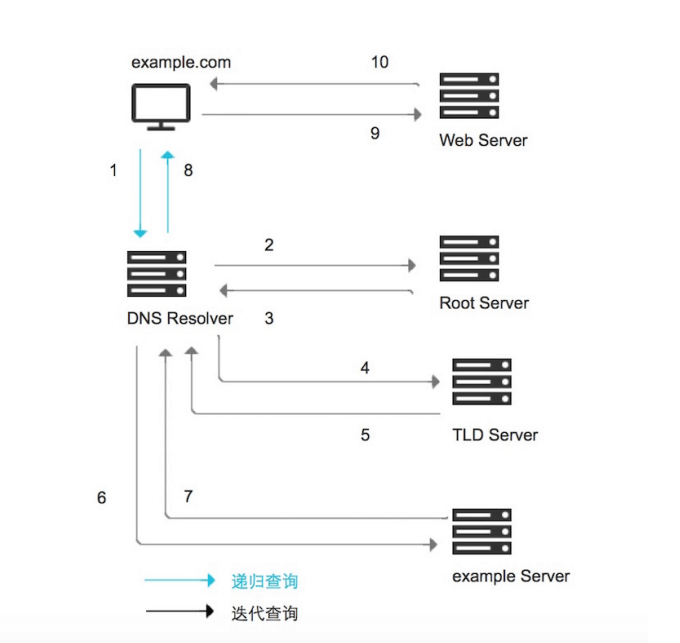 example.com
10
9
Web Server
1
8
2
DNS Resolver
3
Root Server
4
5
TLD Server
6
7
example Server
递归查询
迭代查询